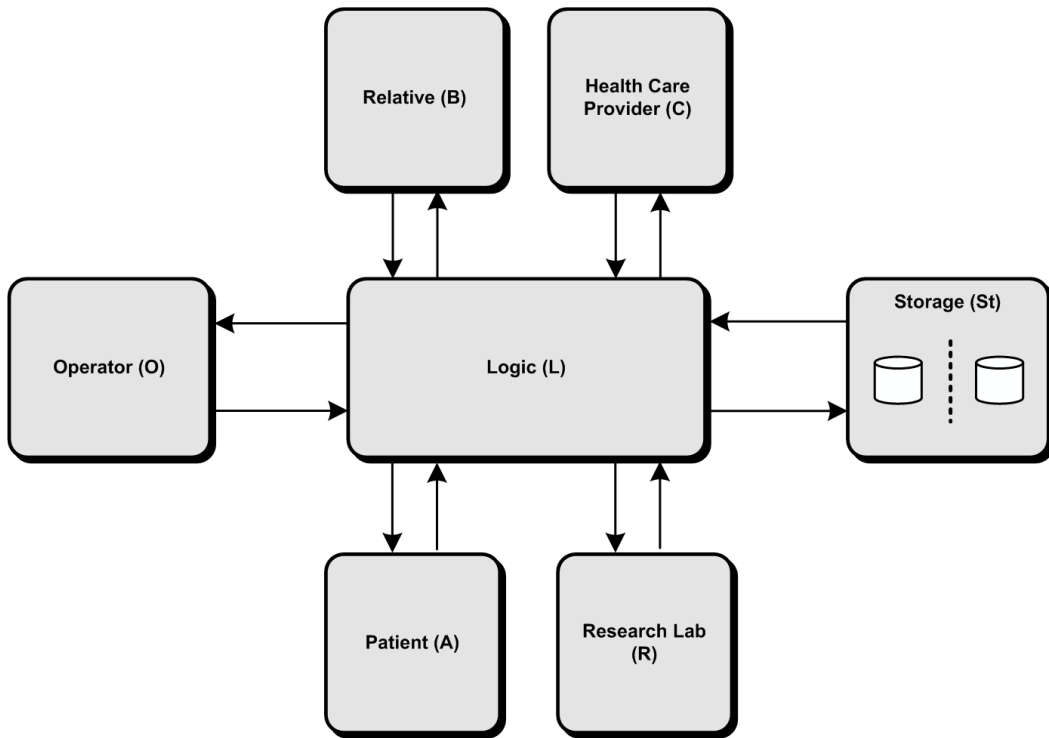 Relative (B)
Health Care
Provider (C)
Operator (O)
Logic (L)
Storage (St)
Patient (A)
Research Lab
(R)